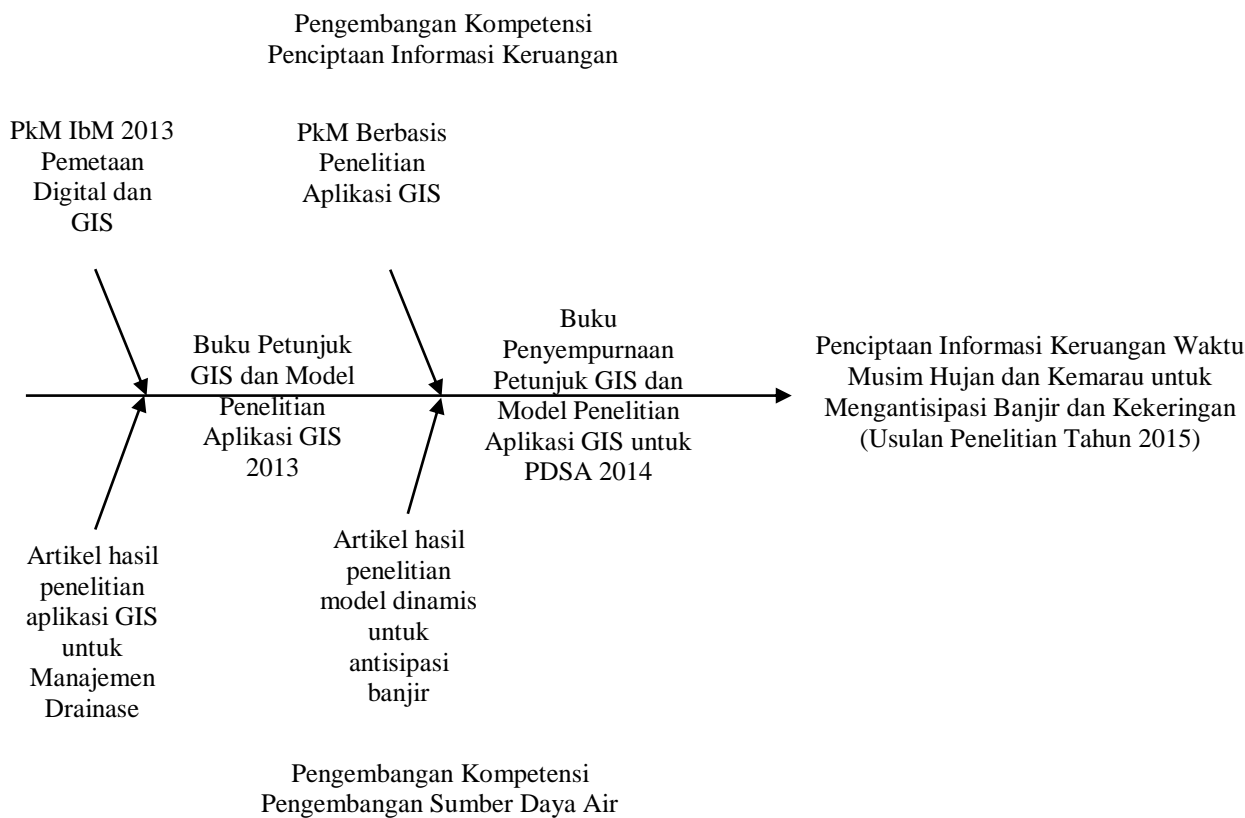 Pengembangan Kompetensi
Penciptaan Informasi Keruangan
PkM IbM 2013
Pemetaan
Digital dan
GIS
PkM Berbasis
Penelitian
Aplikasi GIS
Buku Petunjuk
GIS dan Model
Penelitian
Aplikasi GIS
2013
Buku
Penyempurnaan
Petunjuk GIS dan
Model Penelitian
Aplikasi GIS untuk
PDSA 2014
Penciptaan Informasi Keruangan Waktu
Musim Hujan dan Kemarau untuk
Mengantisipasi Banjir dan Kekeringan
(Usulan Penelitian Tahun 2015)
Artikel hasil
penelitian
aplikasi GIS
untuk
Manajemen
Drainase
Artikel hasil
penelitian
model dinamis
untuk
antisipasi
banjir
Pengembangan Kompetensi
Pengembangan Sumber Daya Air